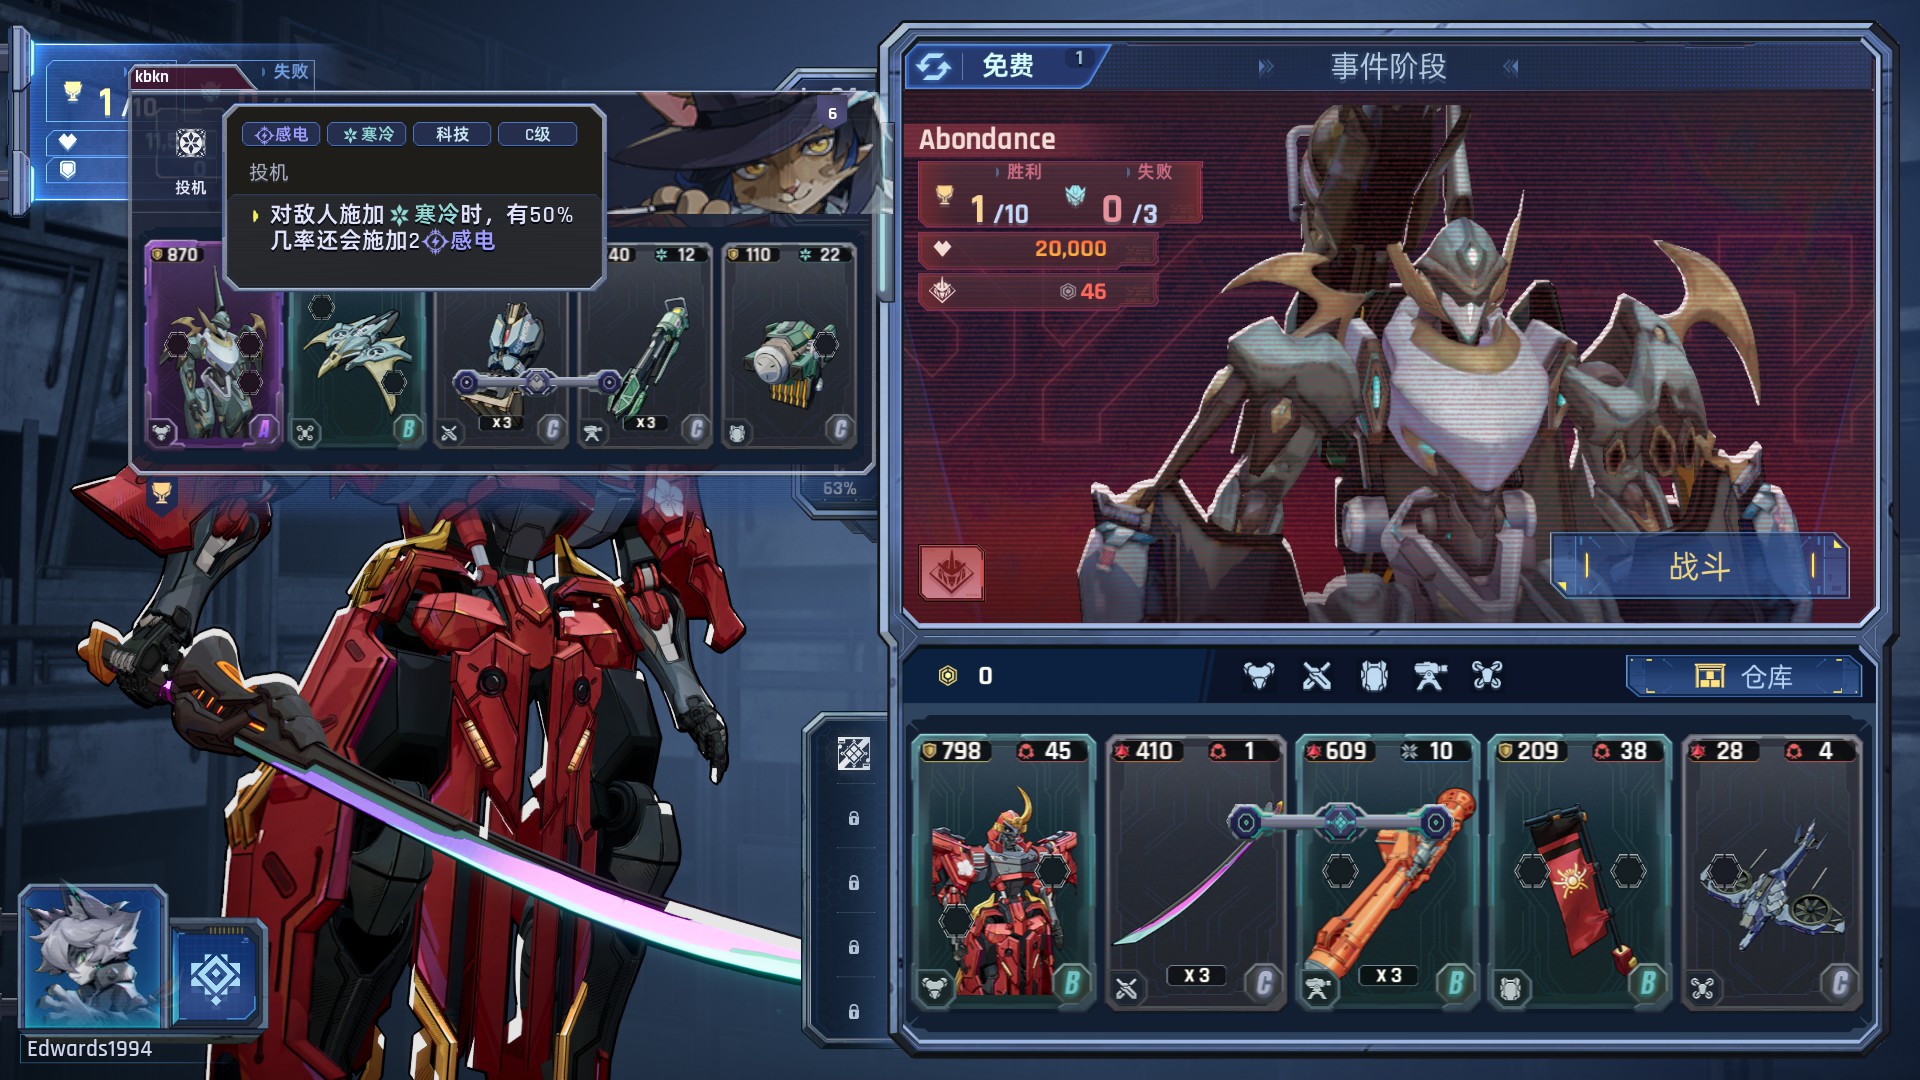 失败
1/10
kbkn
6
感电 寒冷 科技 C级
投机
投机
对敌人施加寒冷时，有50%
几率还会施加2感电
870 40 12 110 22
x3 x3
A B C C C
63%
免费 1
事件阶段
Abondance
胜利 失败
1/10 0/3
20,000
46
战斗
0
仓库
798 45 410 1 609 10 209 38 28 4
x3 x3
B C B B C
Edwards1994